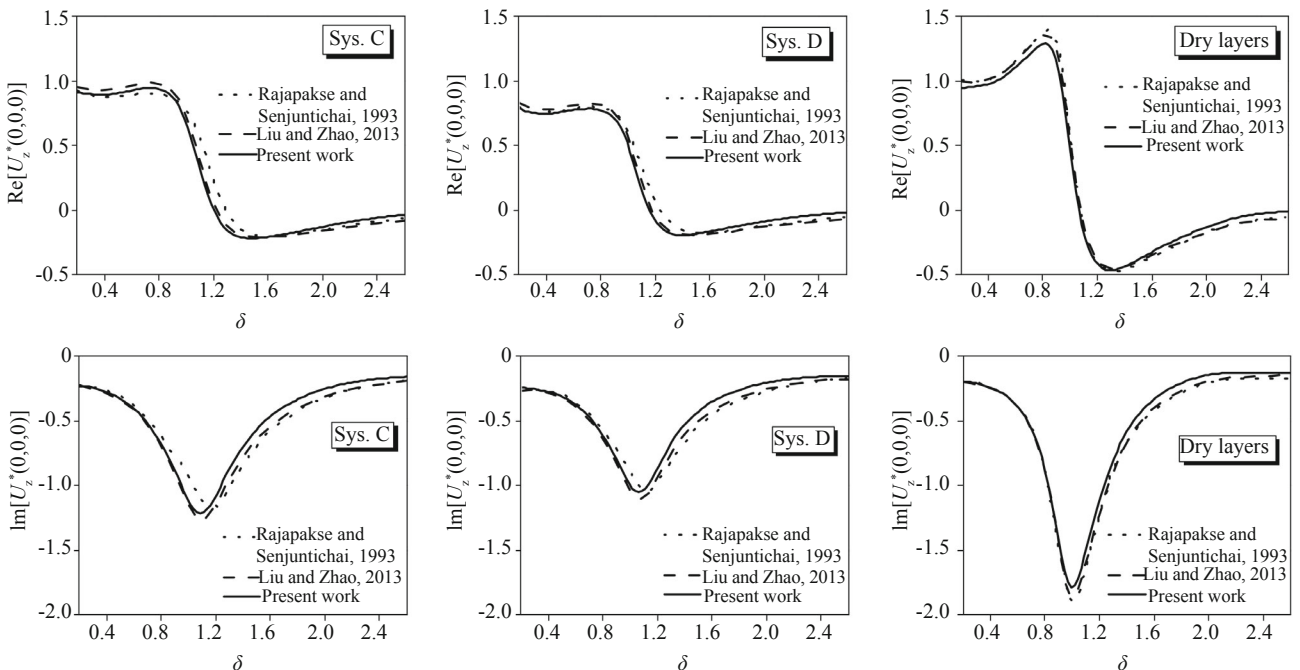 1.5
1.0
0.5
0
-0.5
Re[U_z^*(0,0,0)]
Sys. C
Rajapakse and
Senjuntichai, 1993
Liu and Zhao, 2013
Present work
0.4 0.8 1.2 1.6 2.0 2.4
δ
1.5
1.0
0.5
0
-0.5
Re[U_z^*(0,0,0)]
Sys. D
Rajapakse and
Senjuntichai, 1993
Liu and Zhao, 2013
Present work
0.4 0.8 1.2 1.6 2.0 2.4
δ
1.5
1.0
0.5
0
-0.5
Re[U_z^*(0,0,0)]
Dry layers
Rajapakse and
Senjuntichai, 1993
Liu and Zhao, 2013
Present work
0.4 0.8 1.2 1.6 2.0 2.4
δ
0
-0.5
-1.0
-1.5
-2.0
lm[U_z^*(0,0,0)]
Sys. C
Rajapakse and
Senjuntichai, 1993
Liu and Zhao, 2013
Present work
0.4 0.8 1.2 1.6 2.0 2.4
δ
0
-0.5
-1.0
-1.5
-2.0
lm[U_z^*(0,0,0)]
Sys. D
Rajapakse and
Senjuntichai, 1993
Liu and Zhao, 2013
Present work
0.4 0.8 1.2 1.6 2.0 2.4
δ
0
-0.5
-1.0
-1.5
-2.0
lm[U_z^*(0,0,0)]
Dry layers
Rajapakse and
Senjuntichai, 1993
Liu and Zhao, 2013
Present work
0.4 0.8 1.2 1.6 2.0 2.4
δ